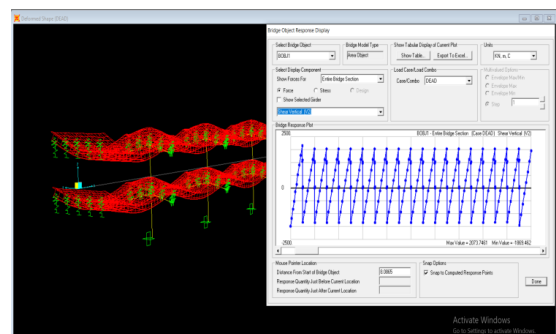 Deformed Shape (DEAD)
Bridge Object Response Display
Select Bridge Object
BOBJ1
Bridge Model Type
Area Object
Show Tabular Display of Current Plot
Show Table...
Export To Excel...
Units
KN, m, C
Select Display Component
Show Forces For
Entire Bridge Section
Force
Stress
Design
Show Selected Girder
Shear Vertical (V2)
Load Case/Load Combo
Case/Combo
DEAD
Multivalued Options
Envelope Max/Min
Envelope Max
Envelope Min
Step
1
Bridge Response Plot
BOBJ1 - Entire Bridge Section (Case DEAD) Shear Vertical (V2)
2500
0
-2500
Max Value = 2073.7461 Min Value = -1869.462
Mouse Pointer Location
Distance From Start of Bridge Object
Response Quantity Just Before Current Location
Response Quantity Just After Current Location
Snap Options
Snap to Computed Response Points
Done
Activate Windows
Go to Settings to activate Windows.